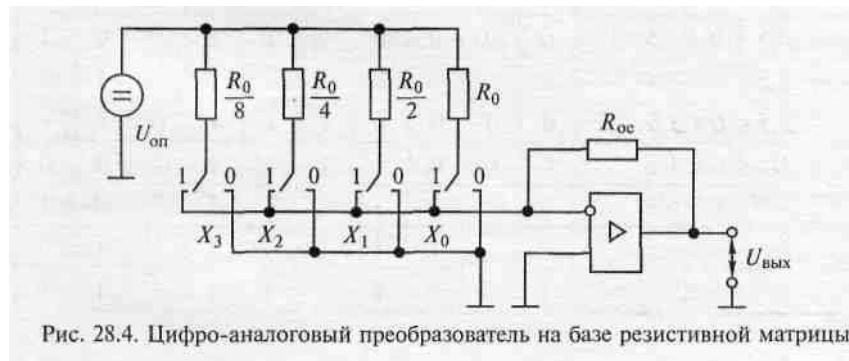 R₀/8 R₀/4 R₀/2 R₀
Rос
Uоп
1 0 1 0 1 0 1 0
X₃ X₂ X₁ X₀
Uвых
Рис. 28.4. Цифро-аналоговый преобразователь на базе резистивной матрицы